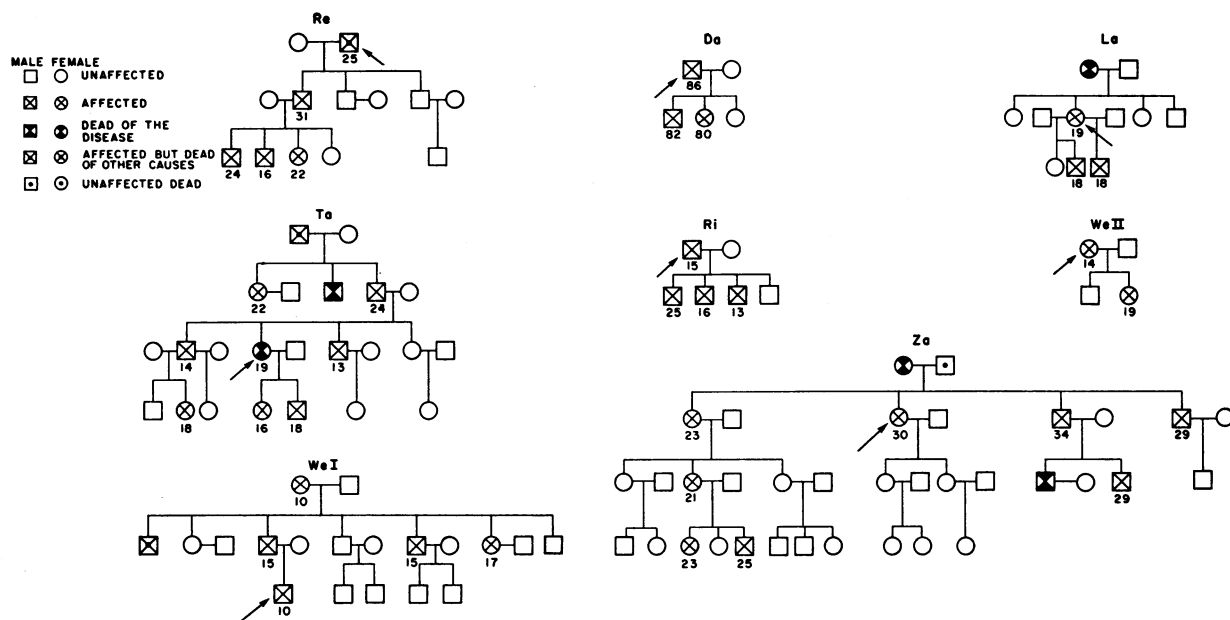 Re
25
31
24 16 22
MALE FEMALE
UNAFFECTED
AFFECTED
DEAD OF THE
DISEASE
AFFECTED BUT DEAD
OF OTHER CAUSES
UNAFFECTED DEAD
Da
86
82 80
La
19
18 18
Ta
22 24
14 19 13
18 16 18
Ri
15
25 16 13
We II
14
19
Za
23 30 34 29
21 29
23 25
We I
10
15 15 17
10